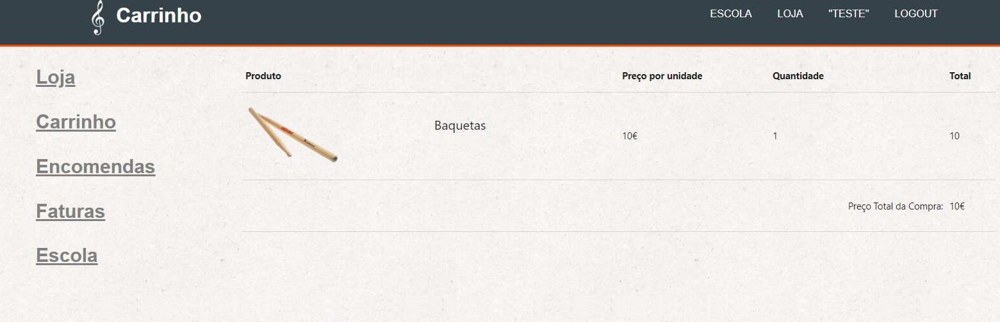 Carrinho
ESCOLA LOJA "TESTE" LOGOUT
Loja
Carrinho
Encomendas
Faturas
Escola
Produto Preço por unidade Quantidade Total
Baquetas
10€ 1 10
Preço Total da Compra: 10€